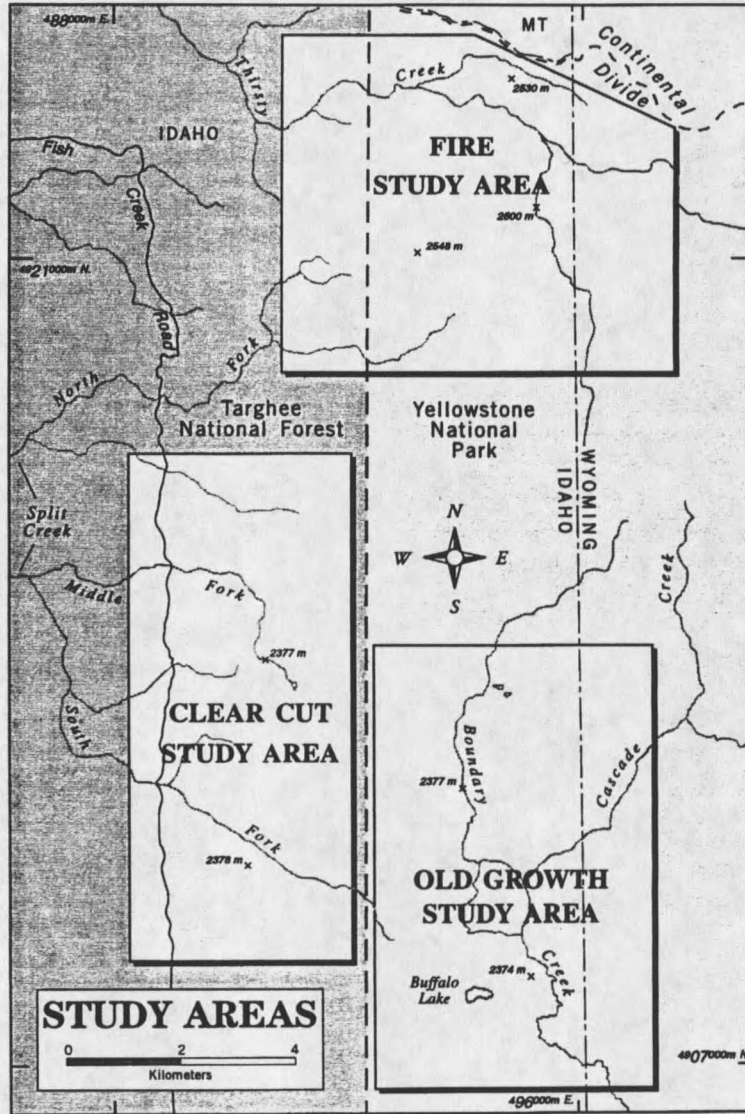 488000m E.
MT
Continental
Divide
Thirsty
Creek
2530 m
IDAHO
Fish
Creek
Road
FIRE
STUDY AREA
2600 m
2548 m
4921000m N.
North
Fork
Targhee
National Forest
Yellowstone
National
Park
WYOMING
IDAHO
Split
Creek
N
W
E
S
Middle
Fork
Creek
2377 m
South
CLEAR CUT
STUDY AREA
Boundary
2377 m
Cascade
Fork
2378 m
OLD GROWTH
STUDY AREA
2374 m
Creek
Buffalo
Lake
STUDY AREAS
0
2
4
Kilometers
4907000m N.
496000m E.